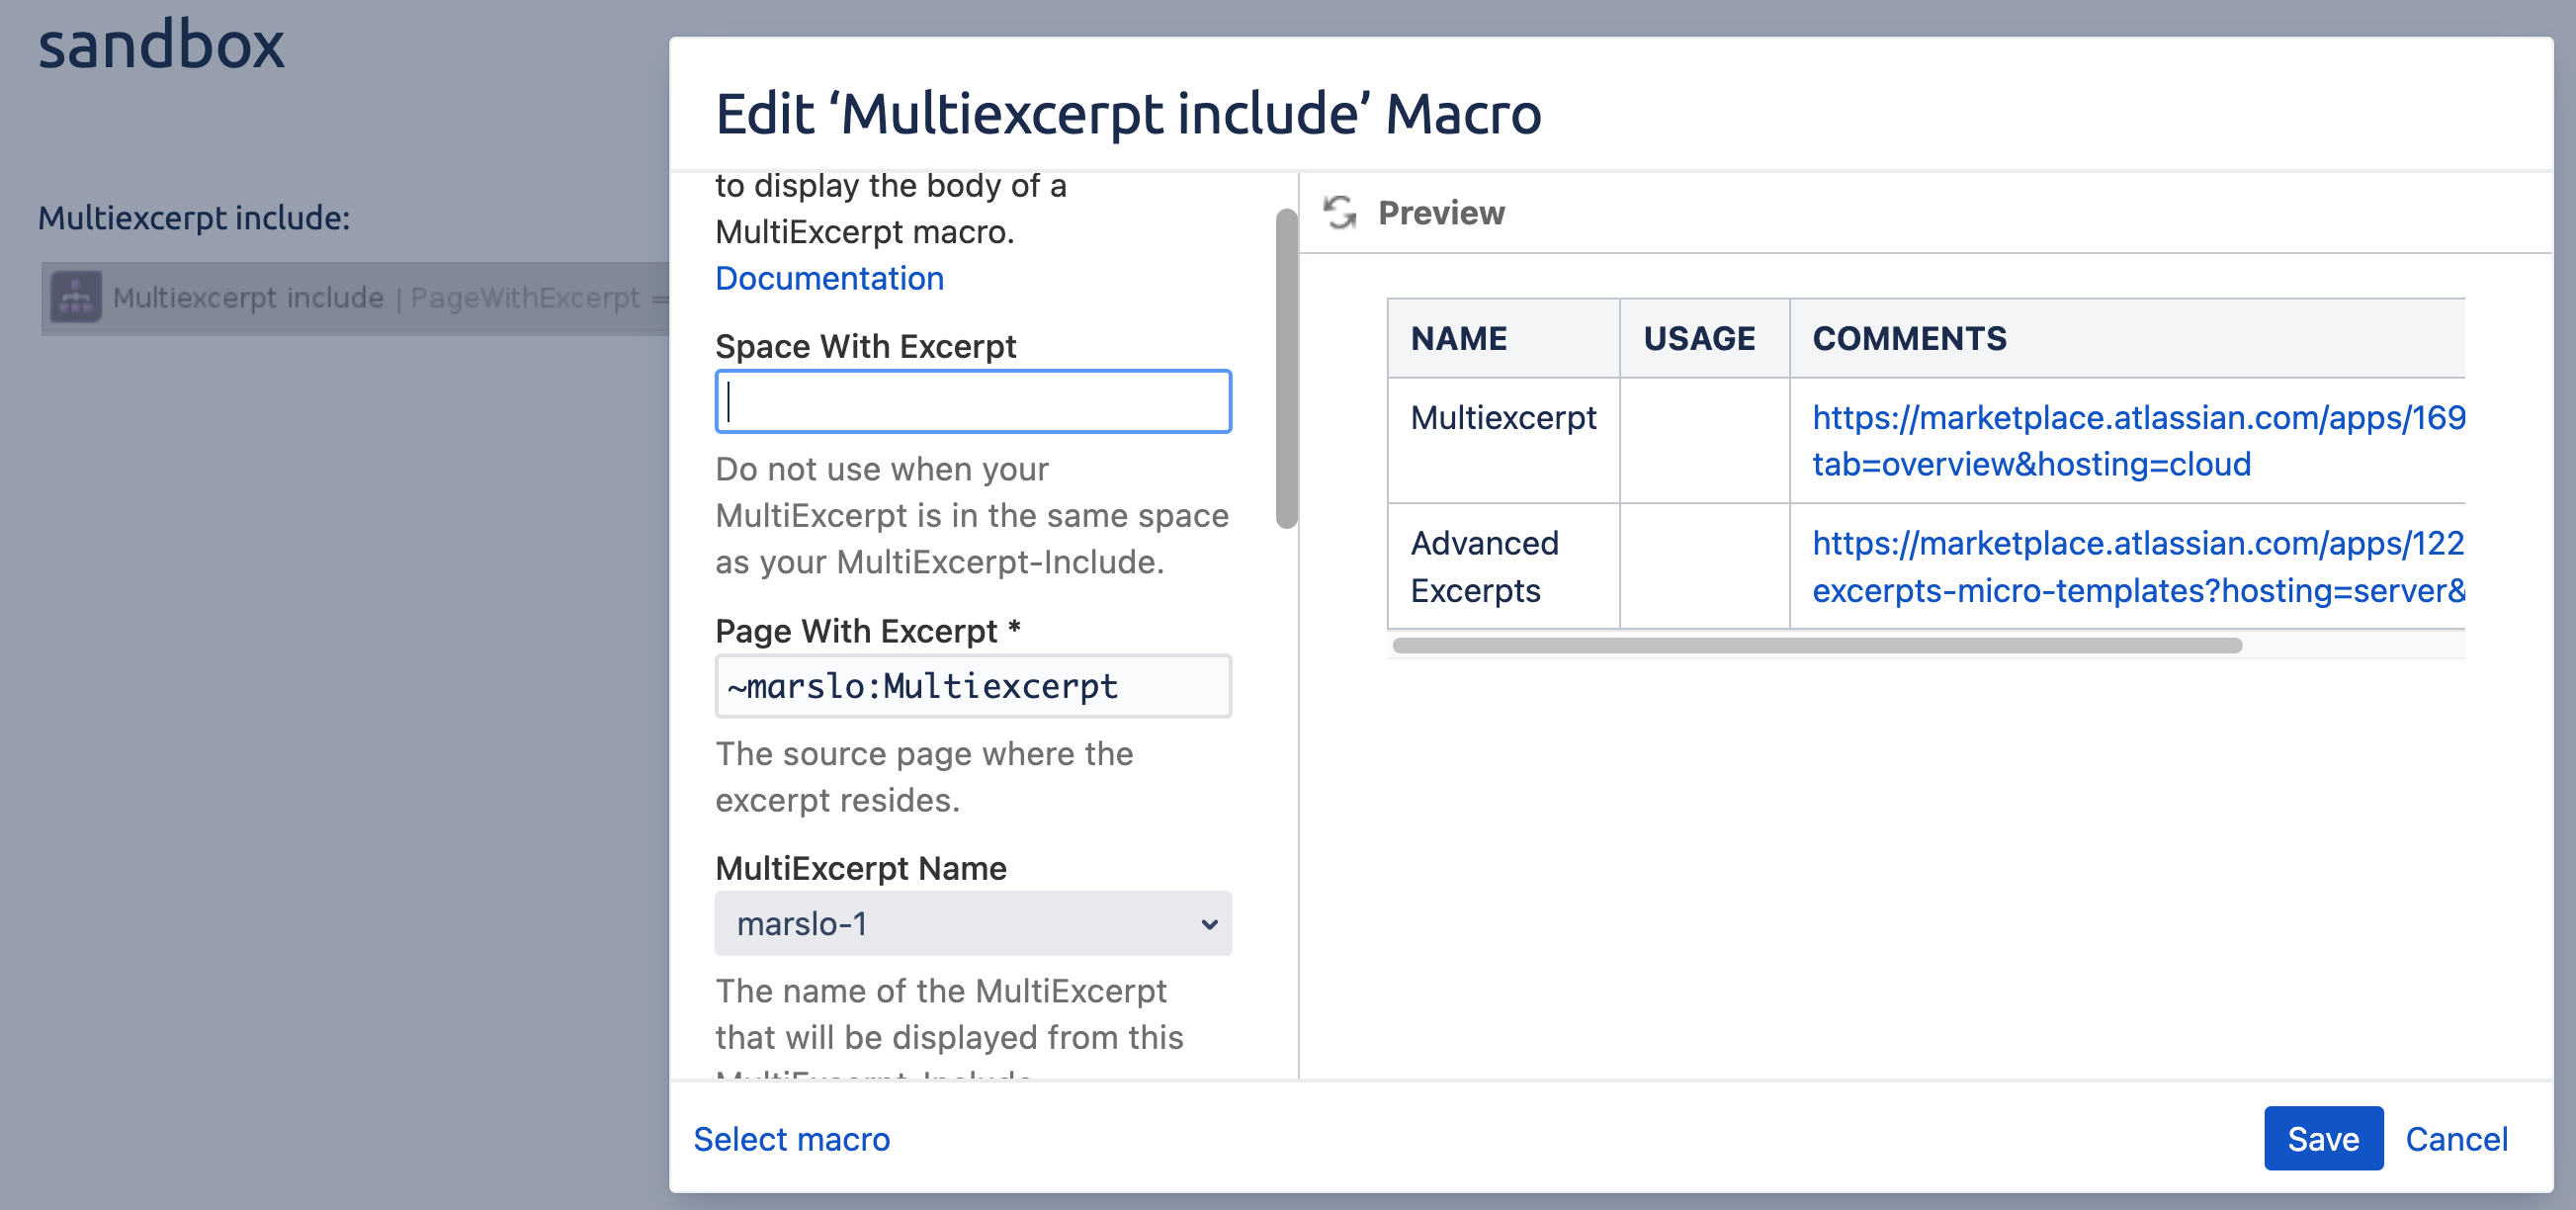 sandbox
Multiexcerpt include:
Multiexcerpt include | PageWithExcerpt =
Edit ‘Multiexcerpt include’ Macro
to display the body of a
MultiExcerpt macro.
Documentation
Space With Excerpt
Do not use when your
MultiExcerpt is in the same space
as your MultiExcerpt-Include.
Page With Excerpt *
~marslo:Multiexcerpt
The source page where the
excerpt resides.
MultiExcerpt Name
marslo-1
The name of the MultiExcerpt
that will be displayed from this
MultiExcerpt-Include
Preview
NAME USAGE COMMENTS
Multiexcerpt https://marketplace.atlassian.com/apps/169
tab=overview&hosting=cloud
Advanced https://marketplace.atlassian.com/apps/122
Excerpts excerpts-micro-templates?hosting=server&
Select macro
Save Cancel